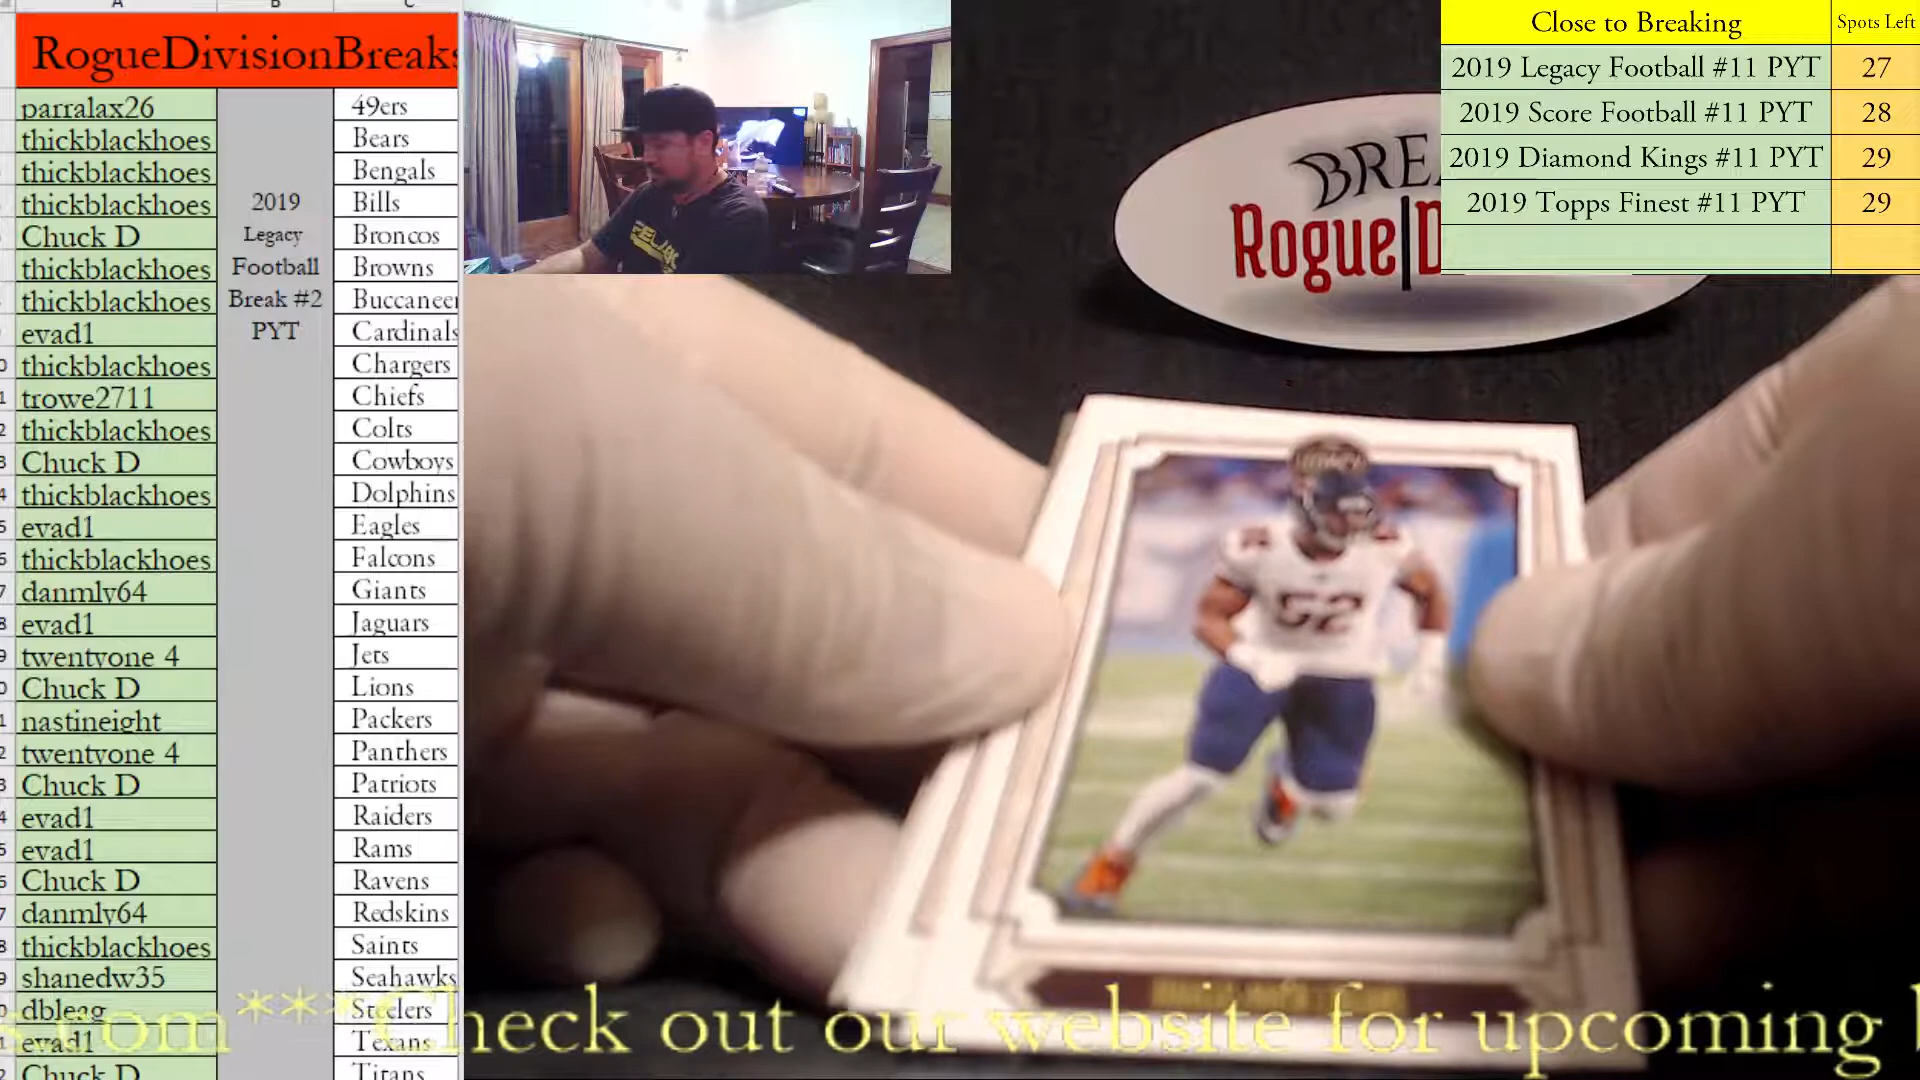 A B C
RogueDivisionBreaks
parralax26 49ers
thickblackhoes Bears
thickblackhoes Bengals
thickblackhoes 2019 Bills
Chuck D Legacy Broncos
thickblackhoes Football Browns
thickblackhoes Break #2 Buccaneer
evad1 PYT Cardinals
thickblackhoes Chargers
trowe2711 Chiefs
thickblackhoes Colts
Chuck D Cowboys
thickblackhoes Dolphins
evad1 Eagles
thickblackhoes Falcons
danmly64 Giants
evad1 Jaguars
twentyone 4 Jets
Chuck D Lions
nastineight Packers
twentyone 4 Panthers
Chuck D Patriots
evad1 Raiders
evad1 Rams
Chuck D Ravens
danmly64 Redskins
thickblackhoes Saints
shanedw35 Seahawks
dbleag Steelers
evad1 Texans
Chuck D Titans
Close to Breaking Spots Left
2019 Legacy Football #11 PYT 27
2019 Score Football #11 PYT 28
2019 Diamond Kings #11 PYT 29
2019 Topps Finest #11 PYT 29
BREA
Rogue|D
52
com***Check out our website for upcoming b